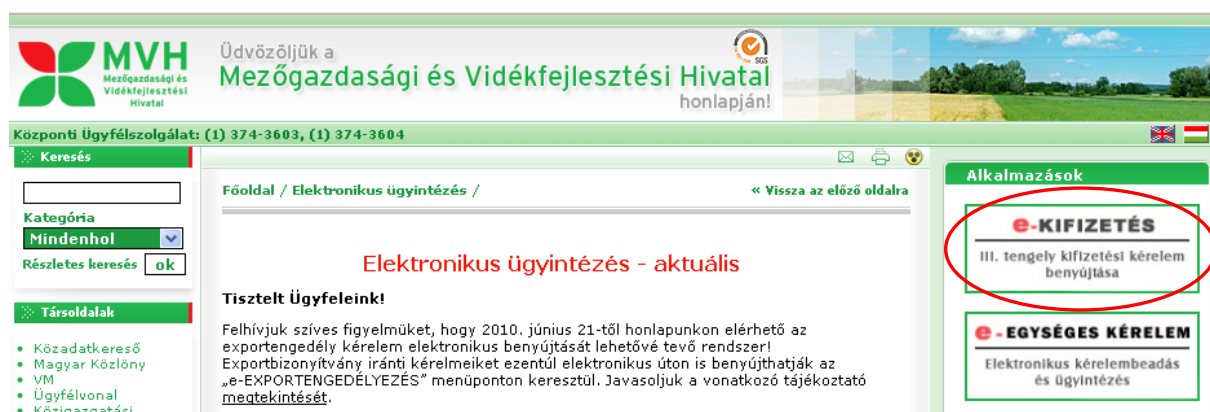 MVH
Mezőgazdasági és
Vidékfejlesztési
Hivatal
Üdvözöljük a
Mezőgazdasági és Vidékfejlesztési Hivatal
honlapján!
SGS
Központi Ügyfélszolgálat: (1) 374-3603, (1) 374-3604
Keresés
Kategória
Mindenhol
Részletes keresés ok
Társoldalak
• Közadatkereső
• Magyar Közlöny
• VM
• Ügyfélvonal
• Közigazgatási
Főoldal / Elektronikus ügyintézés /
« Vissza az előző oldalra
Elektronikus ügyintézés - aktuális
Tisztelt Ügyfeleink!
Felhívjuk szíves figyelmüket, hogy 2010. június 21-től honlapunkon elérhető az
exportengedély kérelem elektronikus benyújtását lehetővé tevő rendszer!
Exportbizonyítvány iránti kérelmeiket ezentúl elektronikus úton is benyújthatják az
„e-EXPORTENGEDÉLYEZÉS” menüponton keresztül. Javasoljuk a vonatkozó tájékoztató
megtekintését.
Alkalmazások
e-KIFIZETÉS
III. tengely kifizetési kérelem
benyújtása
e - EGYSÉGES KÉRELEM
Elektronikus kérelembeadás
és ügyintézés